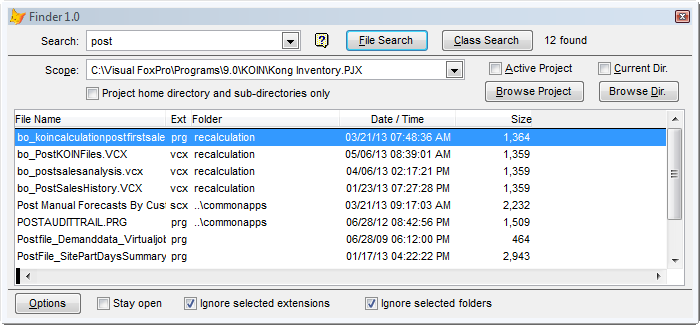 Finder 1.0
Search: post File Search Class Search 12 found
Scope: C:\Visual FoxPro\Programs\9.0\KOIN\Kong Inventory.PJX Active Project Current Dir.
Project home directory and sub-directories only Browse Project Browse Dir.
File Name Ext Folder Date / Time Size
bo_koincalculationpostfirstsale prg recalculation 03/21/13 07:48:36 AM 1,364
bo_PostKOINFiles.VCX vcx recalculation 05/06/13 08:39:01 AM 1,359
bo_postsalesanalysis.vcx vcx recalculation 04/06/13 02:17:21 PM 1,359
bo_PostSalesHistory.VCX vcx recalculation 01/23/13 07:27:28 PM 1,359
Post Manual Forecasts By Cust scx ..\commonapps 03/21/13 09:17:03 AM 2,232
POSTAUDITTRAIL.PRG prg ..\commonapps 06/28/12 08:42:56 PM 1,509
Postfile_Demanddata_Virtualjob prg 06/28/09 06:12:00 PM 464
PostFile_SitePartDaysSummary prg 01/17/13 04:22:22 PM 2,943
Options Stay open Ignore selected extensions Ignore selected folders